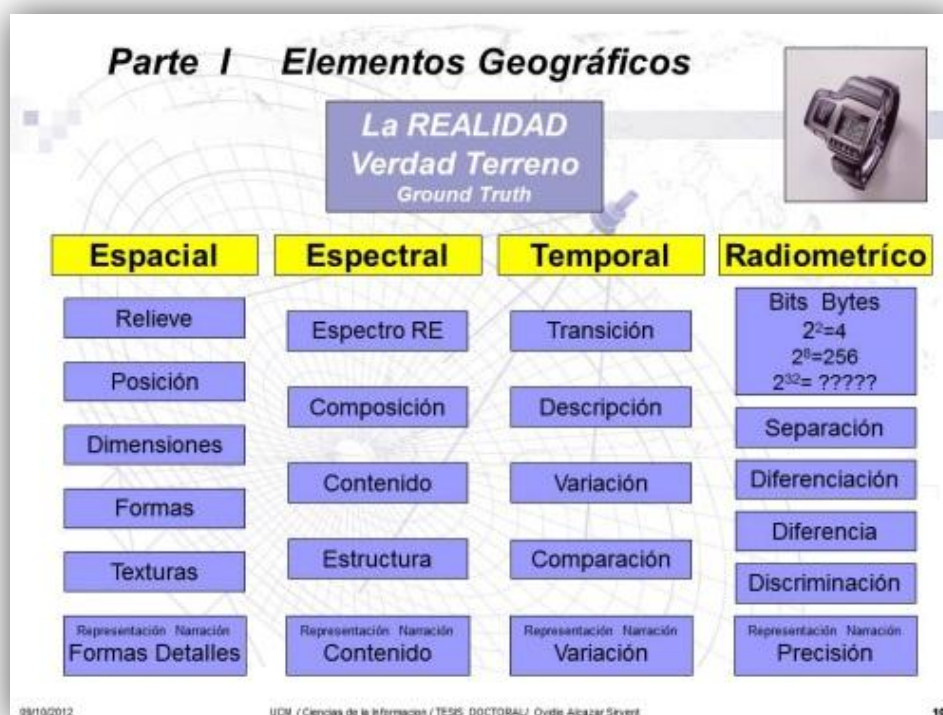 Parte I Elementos Geográficos
La REALIDAD
Verdad Terreno
Ground Truth
Espacial
Relieve
Posición
Dimensiones
Formas
Texturas
Representación Narración
Formas Detalles
Espectral
Espectro RE
Composición
Contenido
Estructura
Representación Narración
Contenido
Temporal
Transición
Descripción
Variación
Comparación
Representación Narración
Variación
Radiometríco
Bits Bytes
2²=4
2⁸=256
2³²= ?????
Separación
Diferenciación
Diferencia
Discriminación
Representación Narración
Precisión
09/10/2012
UCM / Ciencias de la Informacion / TESIS DOCTORAL/ Ovidio Alcazar Sirvent